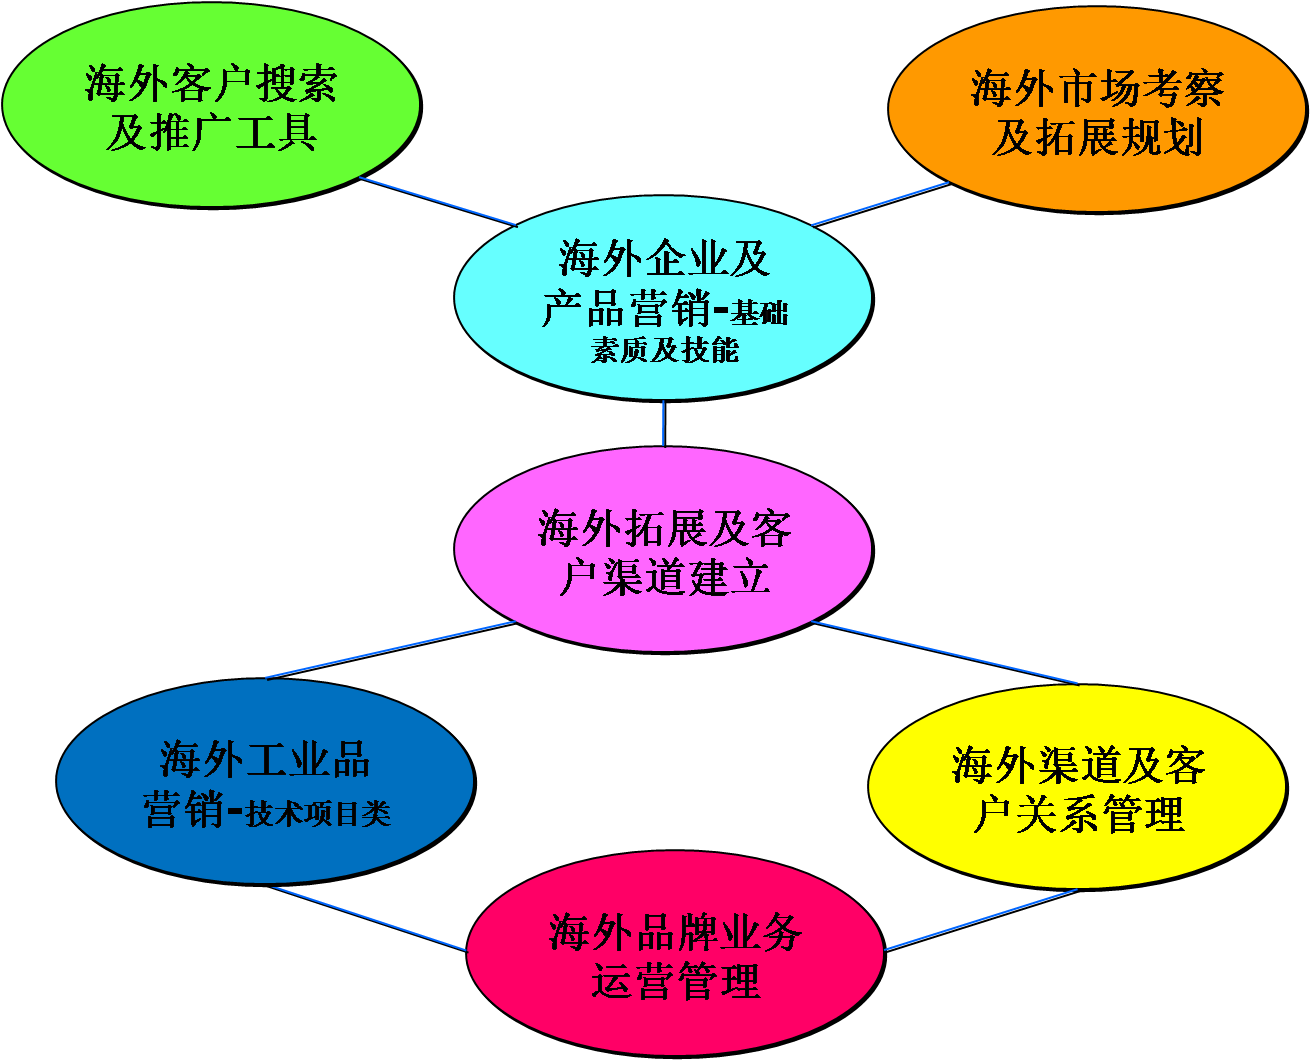 海外客户搜索
及推广工具
海外市场考察
及拓展规划
海外企业及
产品营销-基础
素质及技能
海外拓展及客
户渠道建立
海外工业品
营销-技术项目类
海外渠道及客
户关系管理
海外品牌业务
运营管理